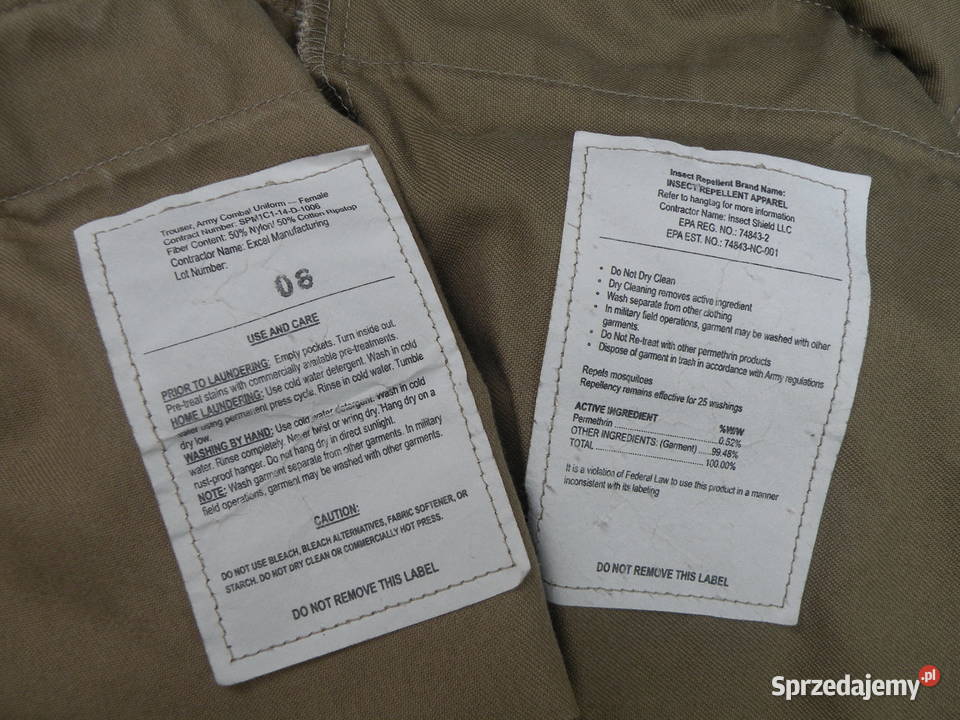 Trouser, Army Combat Uniform — Female
Contract Number: SPM1C1-14-D-1006
Fiber Content: 50% Nylon/ 50% Cotton Ripstop
Contractor Name: Excel Manufacturing
Lot Number:
08
USE AND CARE
PRIOR TO LAUNDERING: Empty pockets. Turn inside out.
Pre-treat stains with commercially available pre-treatments.
HOME LAUNDERING: Use cold water detergent. Wash in cold
water using permanent press cycle. Rinse in cold water. Tumble
dry low.
WASHING BY HAND: Use cold water detergent. Wash in cold
water. Rinse completely. Never twist or wring dry. Hang dry on a
rust-proof hanger. Do not hang dry in direct sunlight.
NOTE: Wash garment separate from other garments. In military
field operations, garment may be washed with other garments.
CAUTION:
DO NOT USE BLEACH, BLEACH ALTERNATIVES, FABRIC SOFTENER, OR
STARCH. DO NOT DRY CLEAN OR COMMERCIALLY HOT PRESS.
DO NOT REMOVE THIS LABEL
Insect Repellent Brand Name:
INSECT REPELLENT APPAREL
Refer to hangtag for more information
Contractor Name: Insect Shield LLC
EPA REG. NO.: 74843-2
EPA EST. NO.: 74843-NC-001
• Do Not Dry Clean
• Dry Cleaning removes active ingredient
• Wash separate from other clothing
• In military field operations, garment may be washed with other
garments.
• Do Not Re-treat with other permethrin products
• Dispose of garment in trash in accordance with Army regulations
Repels mosquitoes
Repellency remains effective for 25 washings
ACTIVE INGREDIENT %W/W
Permethrin ........ 0.52%
OTHER INGREDIENTS: (Garment) .... 99.48%
TOTAL ........ 100.00%
It is a violation of Federal Law to use this product in a manner
inconsistent with its labeling
DO NOT REMOVE THIS LABEL
Sprzedajemy.pl